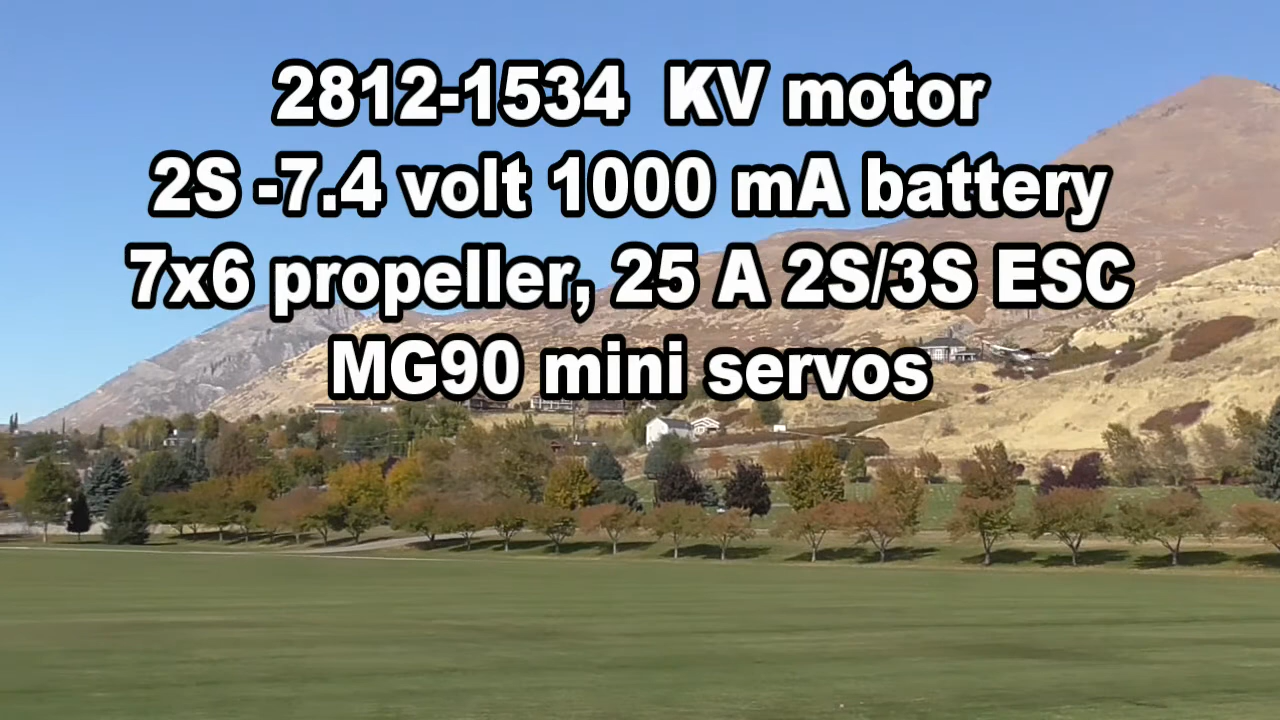 2812-1534 KV motor
2S -7.4 volt 1000 mA battery
7x6 propeller, 25 A 2S/3S ESC
MG90 mini servos